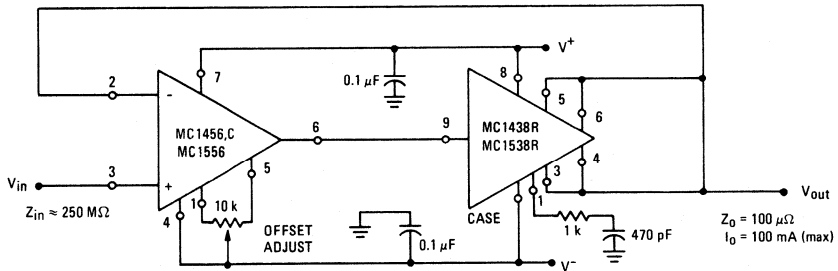 V+
7
0.1 µF
8
2
5
6
−
MC1456,C
MC1556
6
9
MC1438R
MC1538R
4
3
5
3
+
Vin
1
10 k
4
Zin ≈ 250 MΩ
OFFSET
ADJUST
0.1 µF
CASE
1
1 k
470 pF
Vout
Zo = 100 µΩ
Io = 100 mA (max)
V−